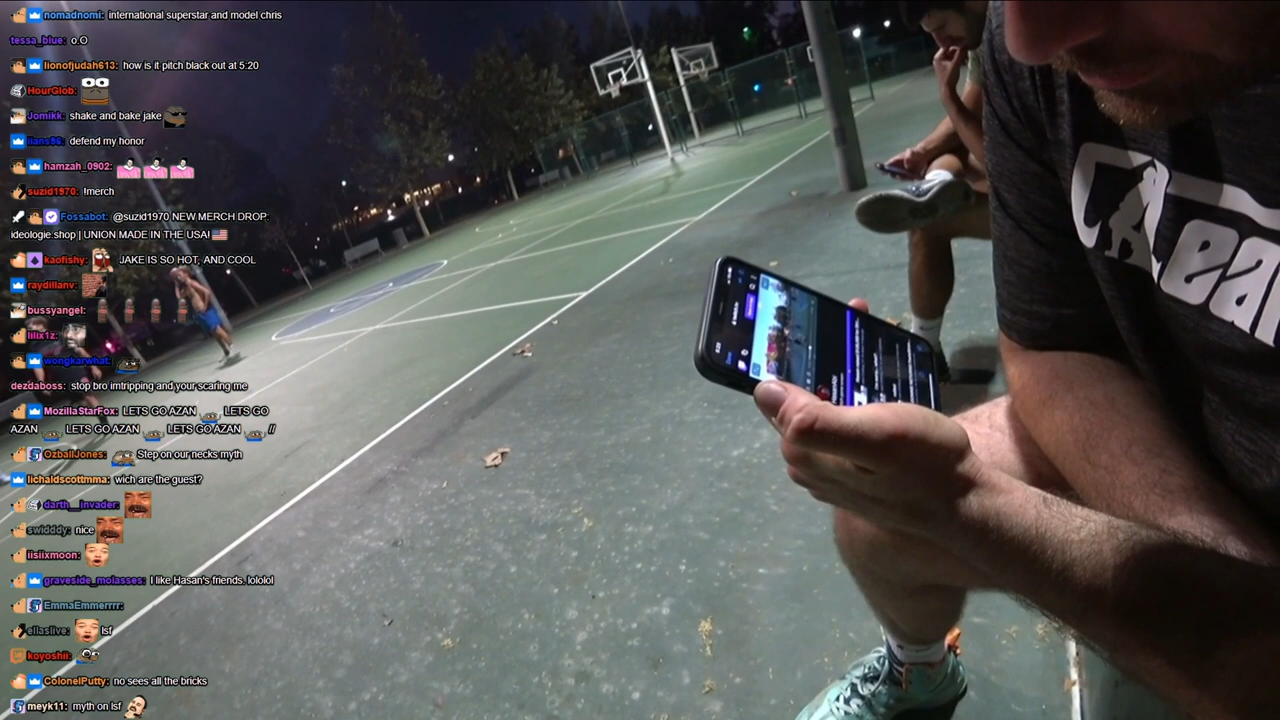 nomadnomi: international superstar and model chris
tessa_blue: o.O
lionofjudah613: how is it pitch black out at 5:20
HourGlob:
Jomikk: shake and bake jake
iians96: defend my honor
hamzah_0902:
suzid1970: !merch
Fossabot: @suzid1970 NEW MERCH DROP:
ideologie.shop | UNION MADE IN THE USA!
kaofishy: JAKE IS SO HOT, AND COOL
raydillanv:
bussyangel:
lilix1z:
wongkarwhat:
dezdaboss: stop bro imtripping and your scaring me
MozillaStarFox: LETS GO AZAN LETS GO
AZAN LETS GO AZAN LETS GO AZAN //
OzballJones: Step on our necks myth
lichaldscottmma: wich are the guest?
darth__invader:
swidddy: nice
iisiixmoon:
graveside_molasses: I like Hasan's friends. lololol
EmmaEmmerrrr:
ellaslive: lsf
koyoshii:
ColonelPutty: no sees all the bricks
meyk11: myth on lsf